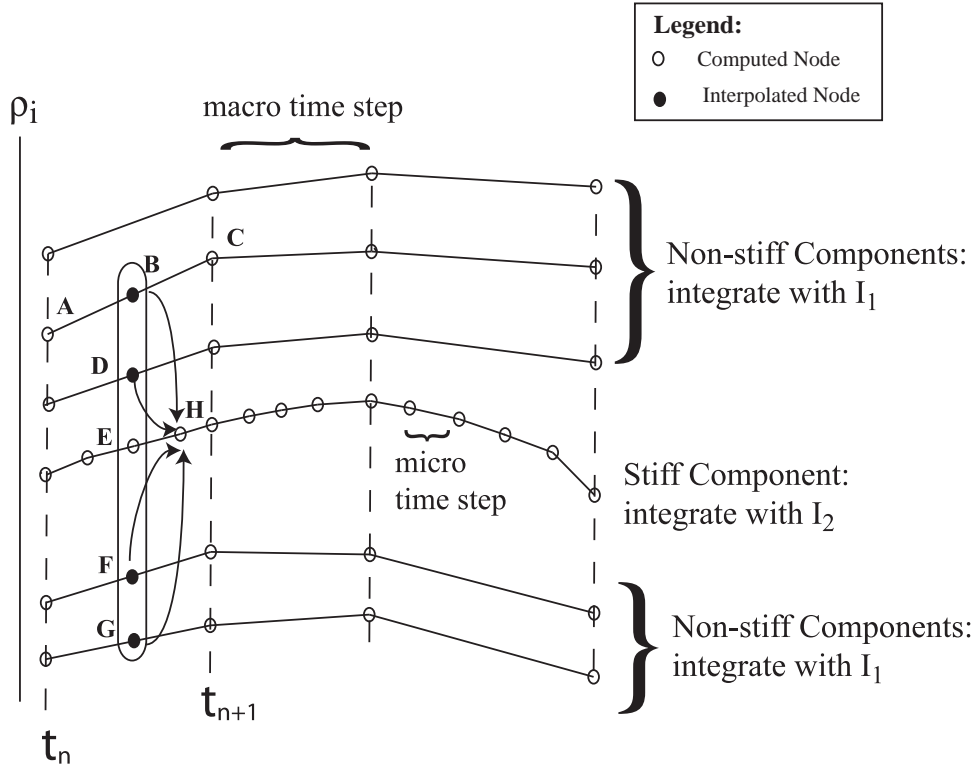 Legend:
Computed Node
Interpolated Node
ρi
macro time step
B
C
A
D
H
E
F
G
micro
time step
Non-stiff Components:
integrate with I1
Stiff Component:
integrate with I2
Non-stiff Components:
integrate with I1
tn+1
tn